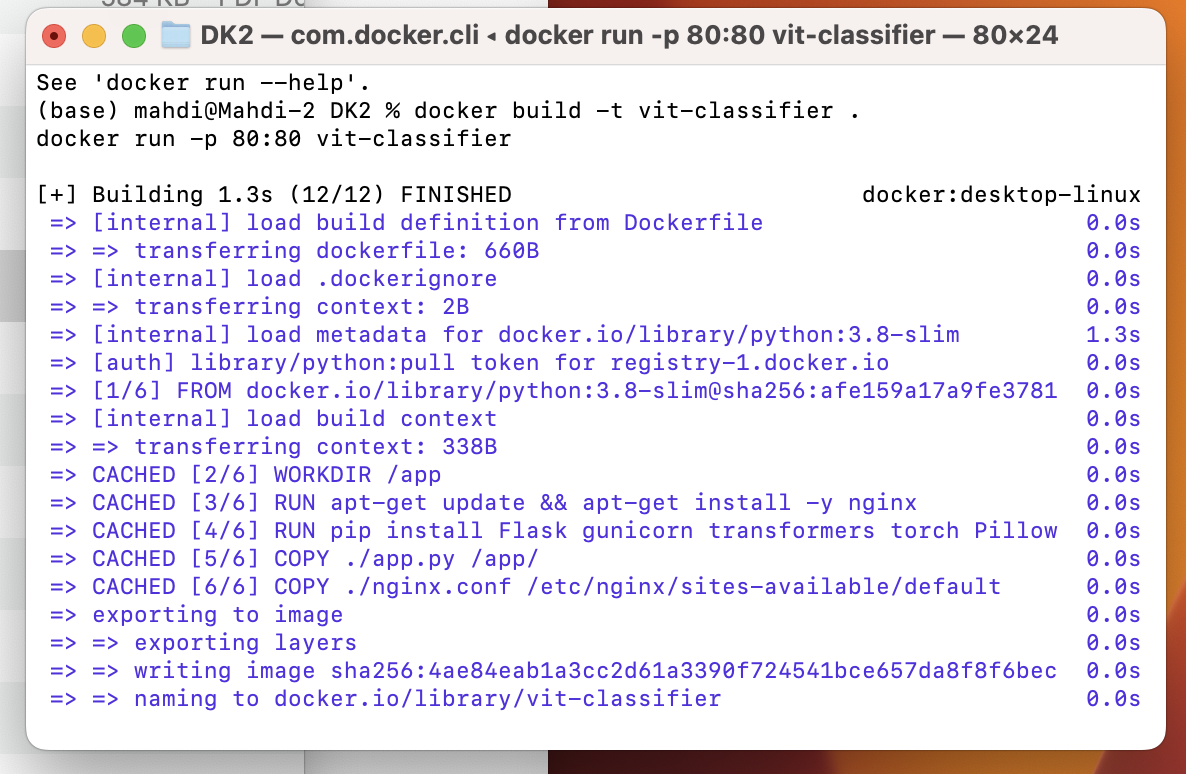 DK2 — com.docker.cli ◂ docker run -p 80:80 vit-classifier — 80×24
See 'docker run --help'.
(base) mahdi@Mahdi-2 DK2 % docker build -t vit-classifier .
docker run -p 80:80 vit-classifier
[+] Building 1.3s (12/12) FINISHED docker:desktop-linux
=> [internal] load build definition from Dockerfile 0.0s
=> => transferring dockerfile: 660B 0.0s
=> [internal] load .dockerignore 0.0s
=> => transferring context: 2B 0.0s
=> [internal] load metadata for docker.io/library/python:3.8-slim 1.3s
=> [auth] library/python:pull token for registry-1.docker.io 0.0s
=> [1/6] FROM docker.io/library/python:3.8-slim@sha256:afe159a17a9fe3781 0.0s
=> [internal] load build context 0.0s
=> => transferring context: 338B 0.0s
=> CACHED [2/6] WORKDIR /app 0.0s
=> CACHED [3/6] RUN apt-get update && apt-get install -y nginx 0.0s
=> CACHED [4/6] RUN pip install Flask gunicorn transformers torch Pillow 0.0s
=> CACHED [5/6] COPY ./app.py /app/ 0.0s
=> CACHED [6/6] COPY ./nginx.conf /etc/nginx/sites-available/default 0.0s
=> exporting to image 0.0s
=> => exporting layers 0.0s
=> => writing image sha256:4ae84eab1a3cc2d61a3390f724541bce657da8f8f6bec 0.0s
=> => naming to docker.io/library/vit-classifier 0.0s